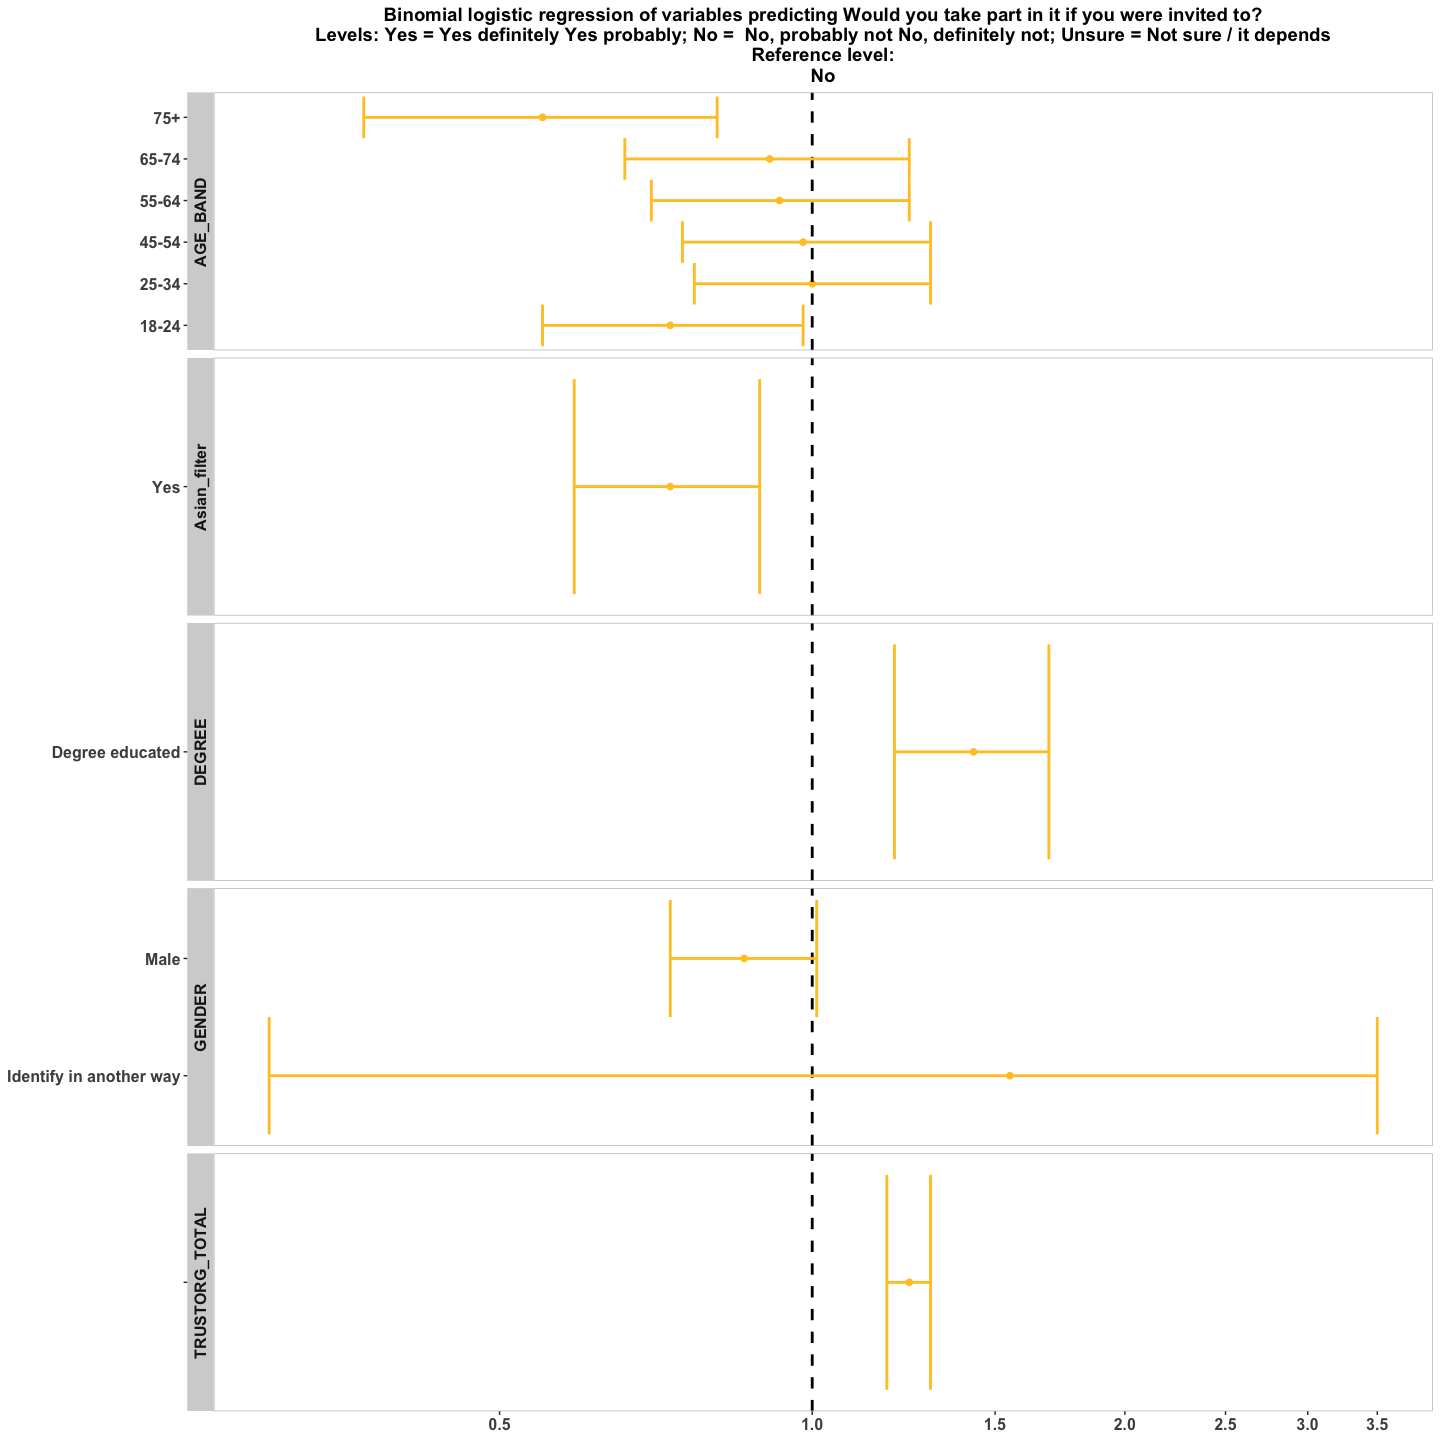 Binomial logistic regression of variables predicting Would you take part in it if you were invited to?
Levels: Yes = Yes definitely Yes probably; No =  No, probably not No, definitely not; Unsure = Not sure / it depends
Reference level:
No
AGE_BAND
75+
65-74
55-64
45-54
25-34
18-24
Asian_filter
Yes
DEGREE
Degree educated
GENDER
Male
Identify in another way
TRUSTORG_TOTAL
0.5 1.0 1.5 2.0 2.5 3.0 3.5